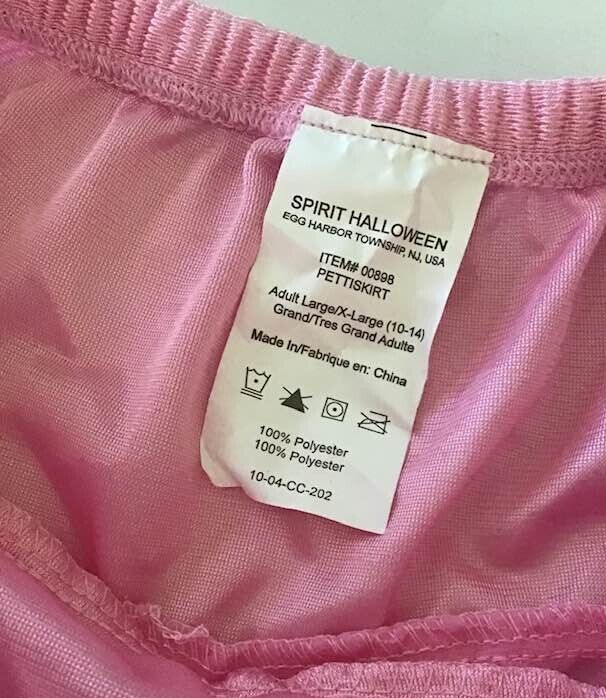 SPIRIT HALLOWEEN
EGG HARBOR TOWNSHIP, NJ, USA
ITEM# 00898
PETTISKIRT
Adult Large/X-Large (10-14)
Grand/Tres Grand Adulte
Made In/Fabrique en: China
100% Polyester
100% Polyester
10-04-CC-202